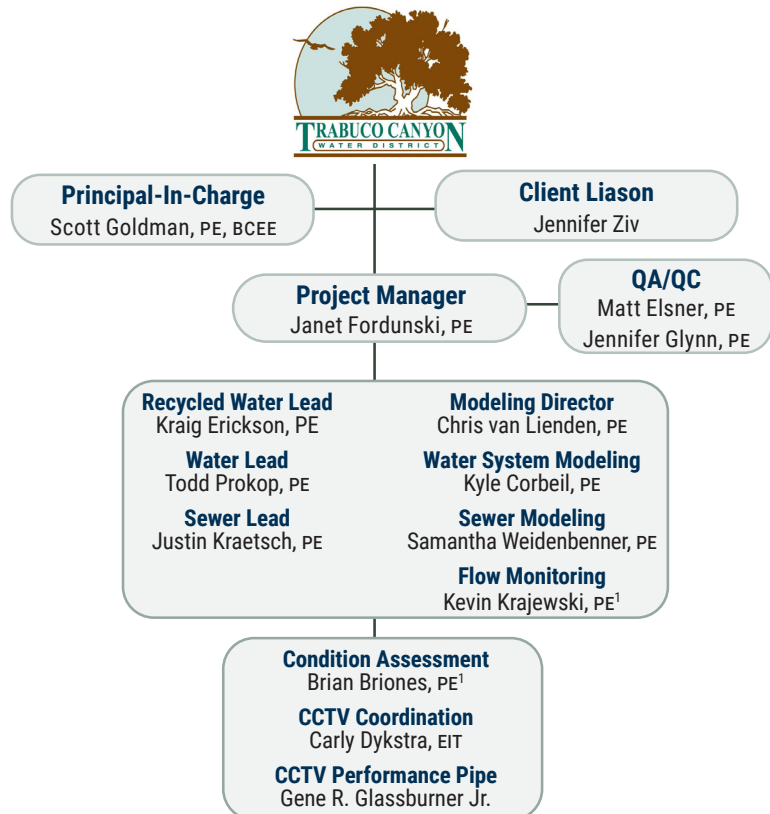 TRABUCO CANYON
WATER DISTRICT
Principal-In-Charge
Scott Goldman, PE, BCEE
Client Liason
Jennifer Ziv
Project Manager
Janet Fordunski, PE
QA/QC
Matt Elsner, PE
Jennifer Glynn, PE
Recycled Water Lead
Kraig Erickson, PE
Water Lead
Todd Prokop, PE
Sewer Lead
Justin Kraetsch, PE
Modeling Director
Chris van Lienden, PE
Water System Modeling
Kyle Corbeil, PE
Sewer Modeling
Samantha Weidenbenner, PE
Flow Monitoring
Kevin Krajewski, PE¹
Condition Assessment
Brian Briones, PE¹
CCTV Coordination
Carly Dykstra, EIT
CCTV Performance Pipe
Gene R. Glassburner Jr.